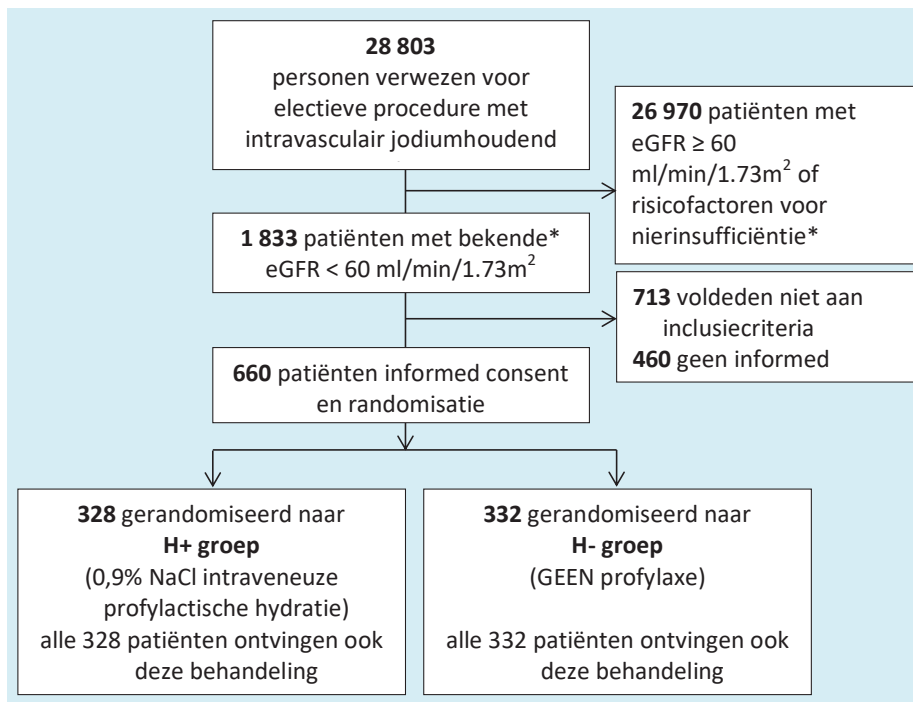 28 803
personen verwezen voor
electieve procedure met
intravasculair jodiumhoudend
26 970 patiënten met
eGFR ≥ 60
ml/min/1.73m² of
risicofactoren voor
nierinsufficiëntie*
1 833 patiënten met bekende*
eGFR < 60 ml/min/1.73m²
713 voldeden niet aan
inclusiecriteria
460 geen informed
660 patiënten informed consent
en randomisatie
328 gerandomiseerd naar
H+ groep
(0,9% NaCl intraveneuze
profylactische hydratie)
alle 328 patiënten ontvingen ook
deze behandeling
332 gerandomiseerd naar
H- groep
(GEEN profylaxe)
alle 332 patiënten ontvingen ook
deze behandeling